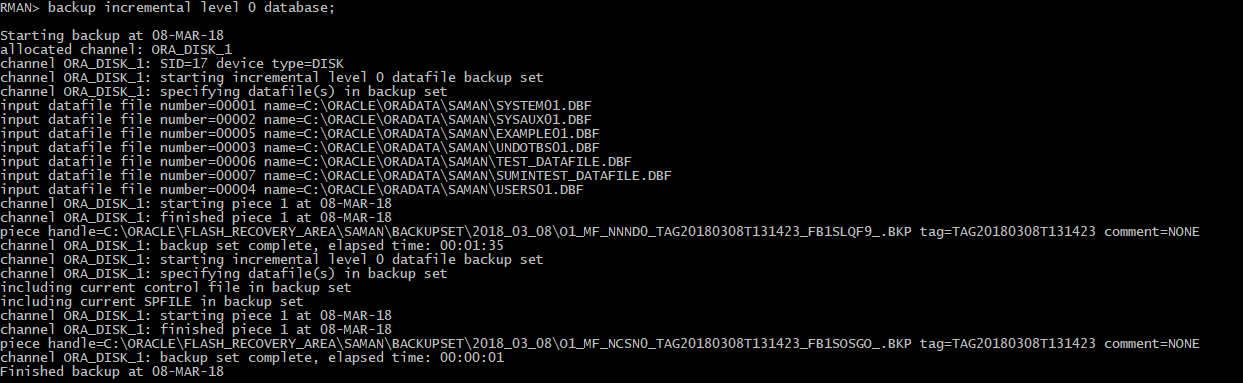 RMAN> backup incremental level 0 database;
Starting backup at 08-MAR-18
allocated channel: ORA_DISK_1
channel ORA_DISK_1: SID=17 device type=DISK
channel ORA_DISK_1: starting incremental level 0 datafile backup set
channel ORA_DISK_1: specifying datafile(s) in backup set
input datafile file number=00001 name=C:\ORACLE\ORADATA\SAMAN\SYSTEM01.DBF
input datafile file number=00002 name=C:\ORACLE\ORADATA\SAMAN\SYSAUX01.DBF
input datafile file number=00005 name=C:\ORACLE\ORADATA\SAMAN\EXAMPLE01.DBF
input datafile file number=00003 name=C:\ORACLE\ORADATA\SAMAN\UNDOTBS01.DBF
input datafile file number=00006 name=C:\ORACLE\ORADATA\SAMAN\TEST_DATAFILE.DBF
input datafile file number=00007 name=C:\ORACLE\ORADATA\SAMAN\SUMINTEST_DATAFILE.DBF
input datafile file number=00004 name=C:\ORACLE\ORADATA\SAMAN\USERS01.DBF
channel ORA_DISK_1: starting piece 1 at 08-MAR-18
channel ORA_DISK_1: finished piece 1 at 08-MAR-18
piece handle=C:\ORACLE\FLASH_RECOVERY_AREA\SAMAN\BACKUPSET\2018_03_08\O1_MF_NNND0_TAG20180308T131423_FB1SLQF9_.BKP tag=TAG20180308T131423 comment=NONE
channel ORA_DISK_1: backup set complete, elapsed time: 00:01:35
channel ORA_DISK_1: starting incremental level 0 datafile backup set
channel ORA_DISK_1: specifying datafile(s) in backup set
including current control file in backup set
including current SPFILE in backup set
channel ORA_DISK_1: starting piece 1 at 08-MAR-18
channel ORA_DISK_1: finished piece 1 at 08-MAR-18
piece handle=C:\ORACLE\FLASH_RECOVERY_AREA\SAMAN\BACKUPSET\2018_03_08\O1_MF_NCSN0_TAG20180308T131423_FB1SOSGO_.BKP tag=TAG20180308T131423 comment=NONE
channel ORA_DISK_1: backup set complete, elapsed time: 00:00:01
Finished backup at 08-MAR-18